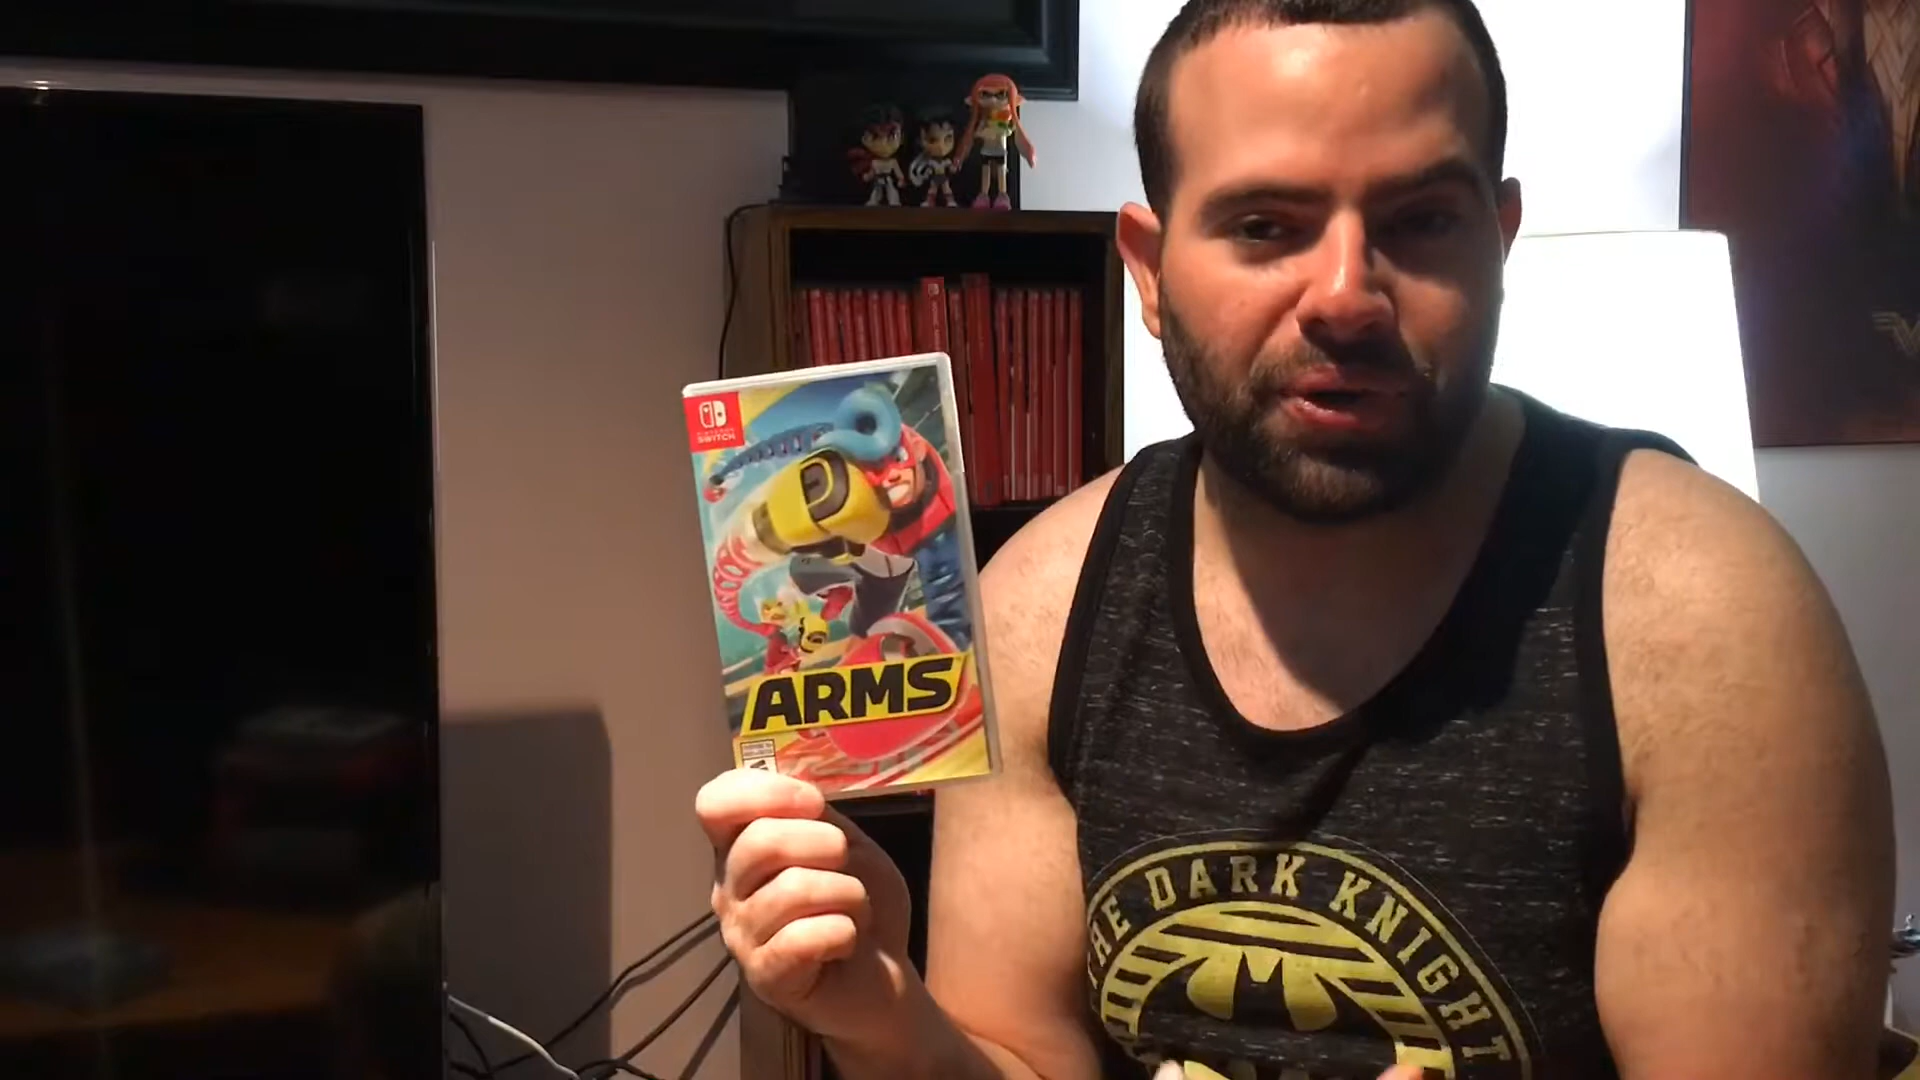 NINTENDO
SWITCH
ARMS
THE DARK KNIGHT